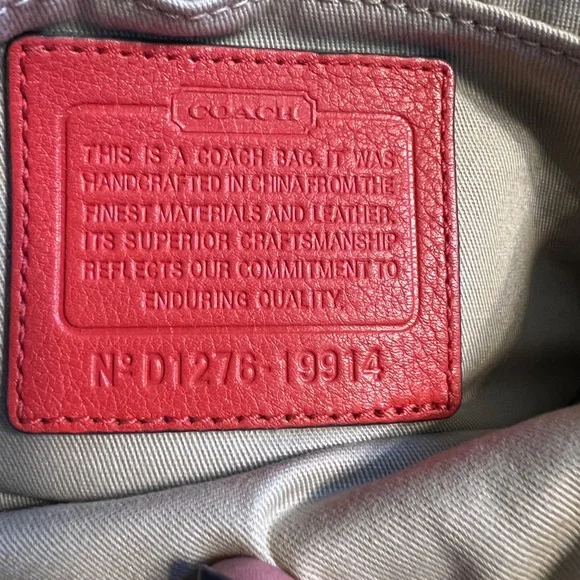 COACH
THIS IS A COACH BAG. IT WAS
HANDCRAFTED IN CHINA FROM THE
FINEST MATERIALS AND LEATHER.
ITS SUPERIOR CRAFTSMANSHIP
REFLECTS OUR COMMITMENT TO
ENDURING QUALITY.
Nº D1276-19914